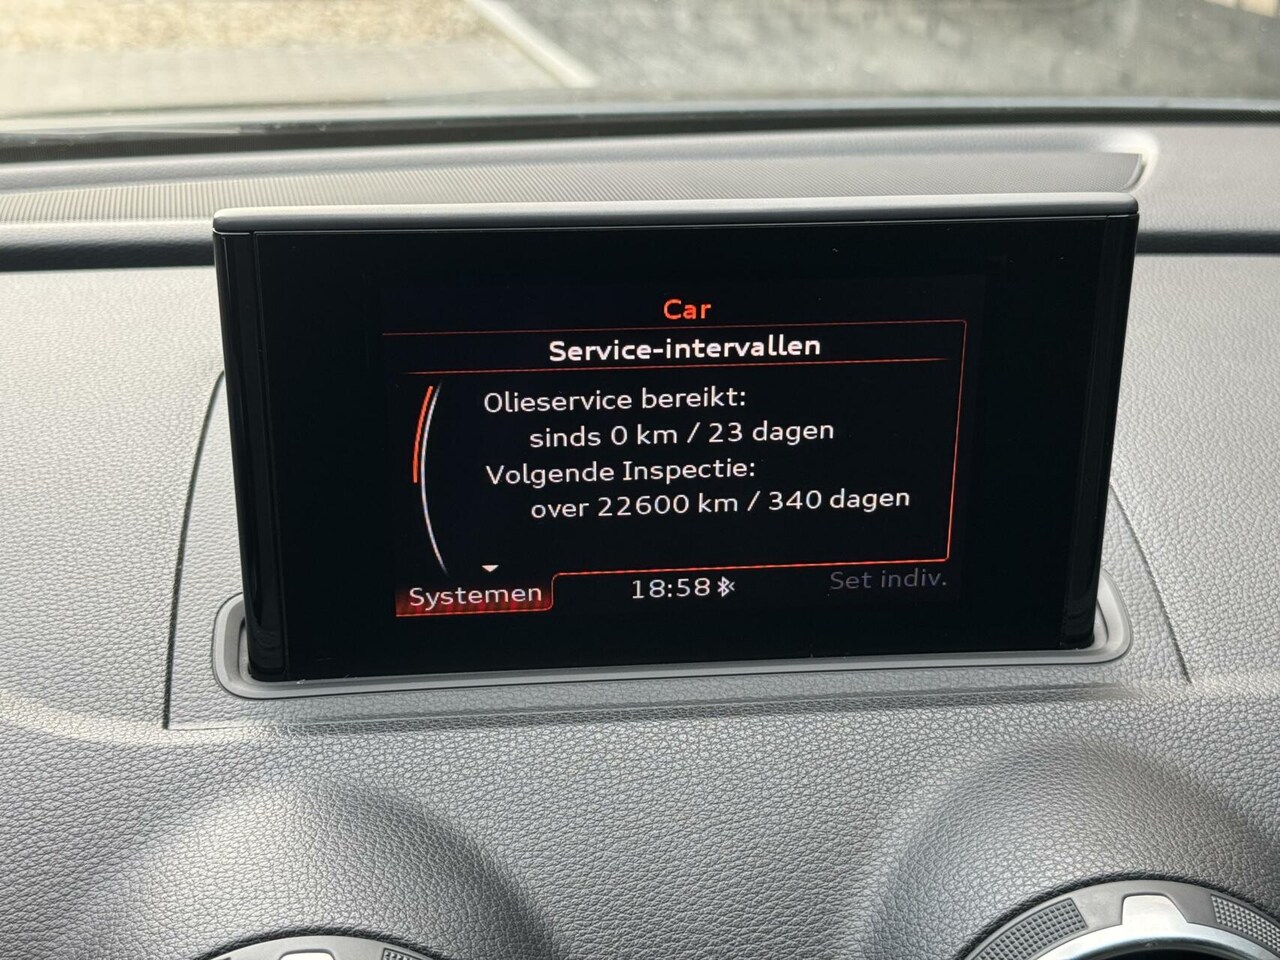 Car
Service-intervallen
Olieservice bereikt:
sinds 0 km / 23 dagen
Volgende Inspectie:
over 22600 km / 340 dagen
Systemen
18:58
Set indiv.